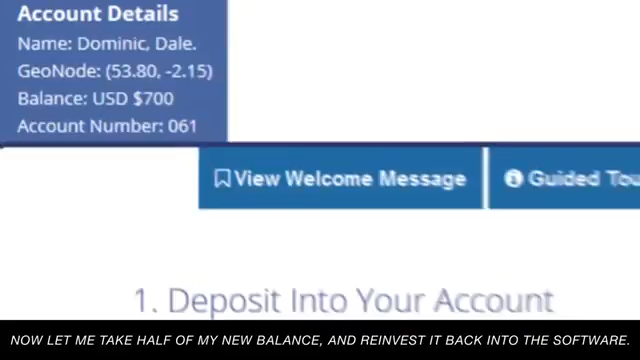 Account Details
Name: Dominic, Dale.
GeoNode: (53.80, -2.15)
Balance: USD $700
Account Number: 061
View Welcome Message
Guided Tou
1. Deposit Into Your Account
NOW LET ME TAKE HALF OF MY NEW BALANCE, AND REINVEST IT BACK INTO THE SOFTWARE.